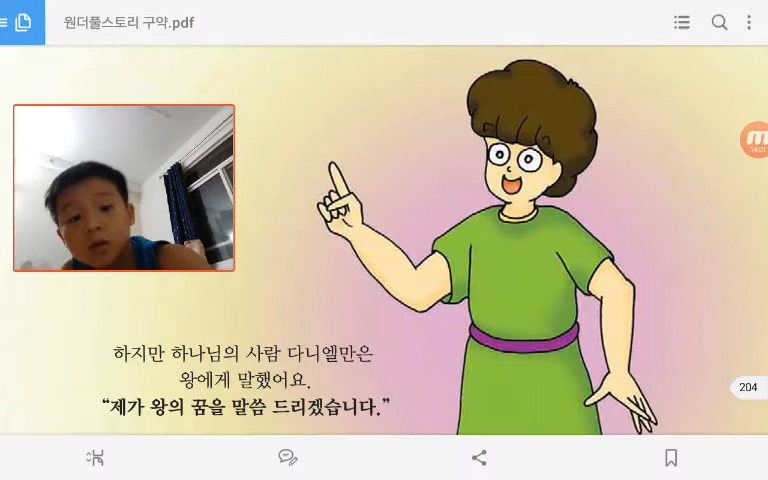 원더풀스토리 구약.pdf
14:01
하지만 하나님의 사람 다니엘만은
왕에게 말했어요.
“제가 왕의 꿈을 말씀 드리겠습니다.”
204